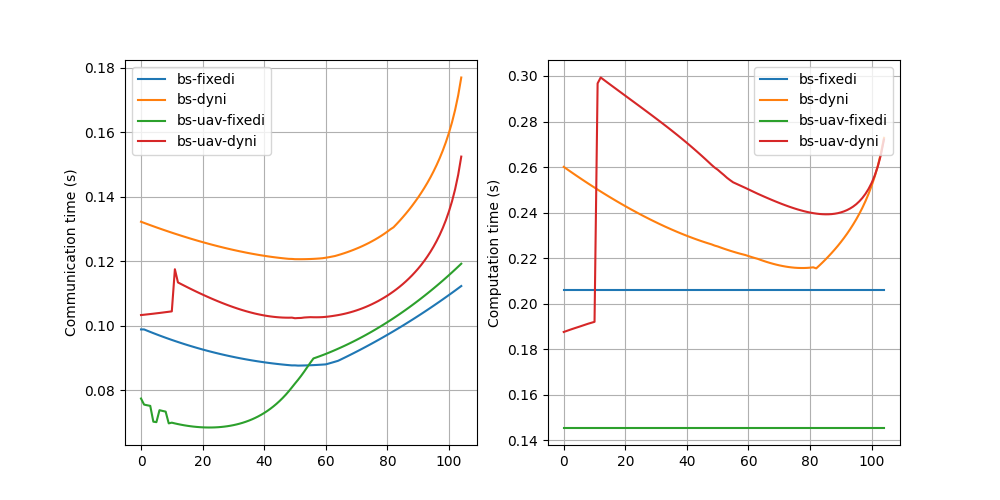 Communication time (s)
0.18
0.16
0.14
0.12
0.10
0.08
0
20
40
60
80
100
bs-fixedi
bs-dyni
bs-uav-fixedi
bs-uav-dyni
Computation time (s)
0.30
0.28
0.26
0.24
0.22
0.20
0.18
0.16
0.14
0
20
40
60
80
100
bs-fixedi
bs-dyni
bs-uav-fixedi
bs-uav-dyni